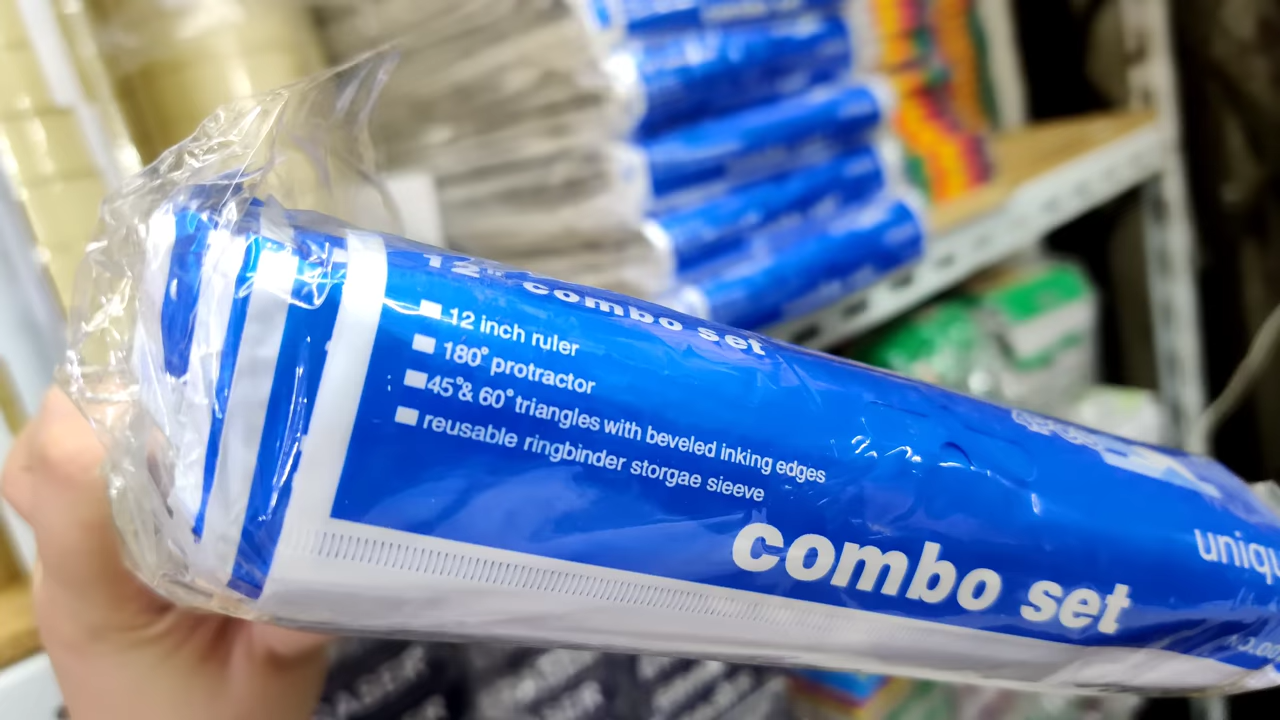 12" combo set
12 inch ruler
180° protractor
45°& 60° triangles with beveled inking edges
reusable ringbinder storgae sieeve
combo set